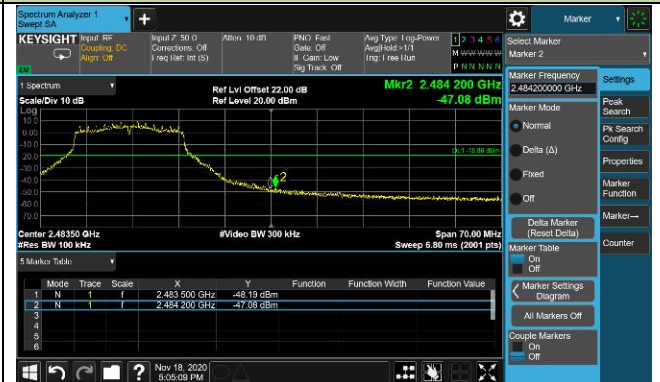 Spectrum Analyzer 1
Swept SA
Marker
KEYSIGHT
Input: RF
Coupling: DC
Align: Off
Input Z: 50 Ω
Corrections: Off
Freq Ref: Int (S)
Atten: 10 dB
PNO: Fast
Gate: Off
IF Gain: Low
Sig Track: Off
Avg Type: Log-Power
Avg|Hold: >1/1
Trig: Free Run
1 2 3 4 5 6
M W W W W W
P N N N N N
Select Marker
Marker 2
1 Spectrum
Scale/Div 10 dB
Log
Ref Lvl Offset 22.00 dB
Ref Level 20.00 dBm
Mkr2 2.484 200 GHz
-47.08 dBm
10.0
0.00
-10.0
-20.0
-30.0
-40.0
-50.0
-60.0
-70.0
2
Center 2.48350 GHz
#Res BW 100 kHz
#Video BW 300 kHz
Span 70.00 MHz
Sweep 6.80 ms (2001 pts)
5 Marker Table
Mode Trace Scale X Y Function Function Width Function Value
1 N 1 f 2.483 500 GHz -48.19 dBm
2 N 1 f 2.484 200 GHz -47.08 dBm
3
4
5
6
Marker Frequency
2.484200000 GHz
Marker Mode
Normal
Delta (Δ)
Fixed
Off
Delta Marker
(Reset Delta)
Marker Table
On
Off
Marker Settings
Diagram
All Markers Off
Couple Markers
On
Off
Settings
Peak
Search
Pk Search
Config
Properties
Marker
Function
Marker→
Counter
Nov 18, 2020
5:05:09 PM